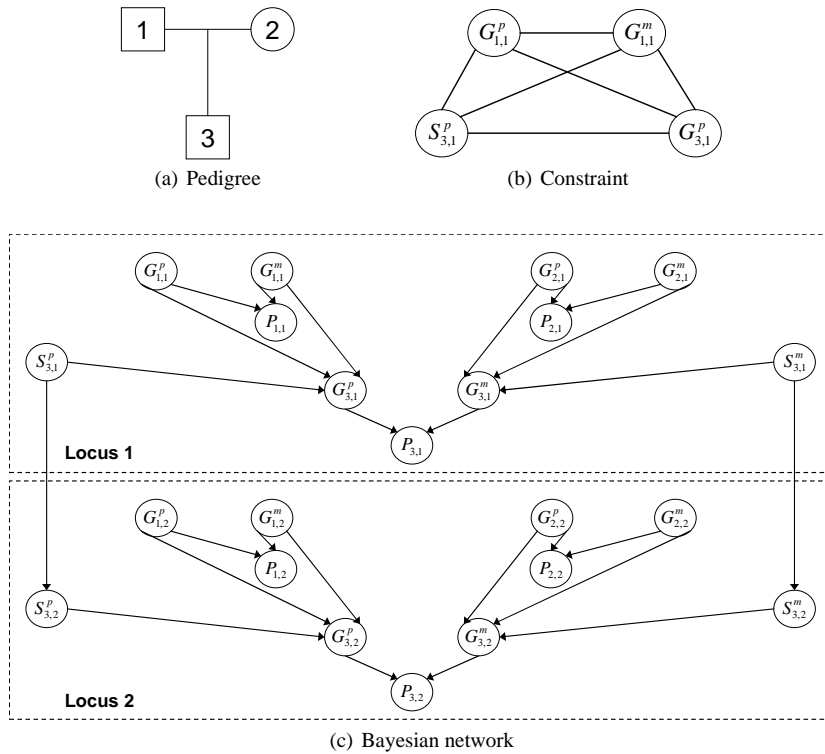 1 2
3
(a) Pedigree
G^p_{1,1} G^m_{1,1}
S^p_{3,1} G^p_{3,1}
(b) Constraint
G^p_{1,1} G^m_{1,1} G^p_{2,1} G^m_{2,1}
P_{1,1} P_{2,1}
S^p_{3,1} S^m_{3,1}
G^p_{3,1} G^m_{3,1}
P_{3,1}
Locus 1
G^p_{1,2} G^m_{1,2} G^p_{2,2} G^m_{2,2}
P_{1,2} P_{2,2}
S^p_{3,2} S^m_{3,2}
G^p_{3,2} G^m_{3,2}
P_{3,2}
Locus 2
(c) Bayesian network